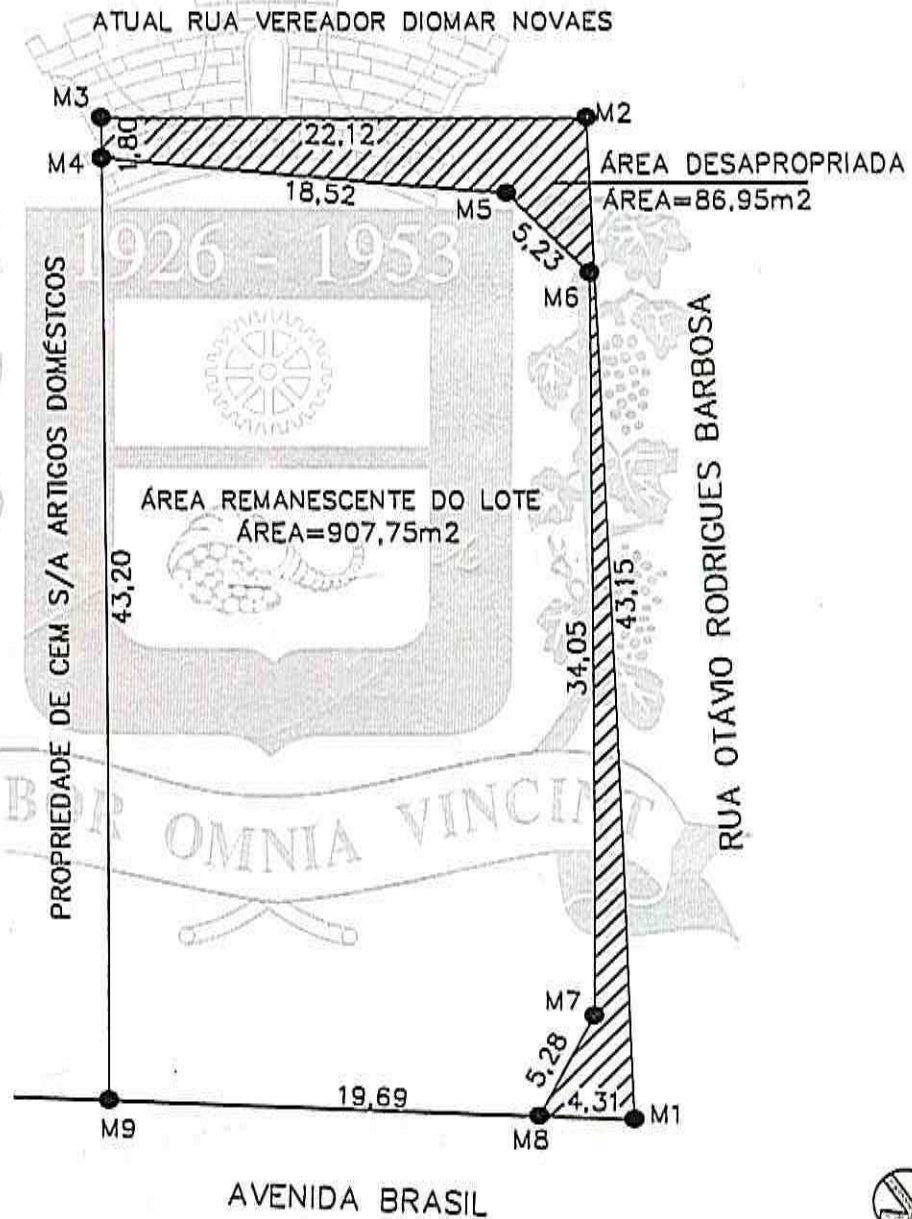 ATUAL RUA VEREADOR DIOMAR NOVAES
M3
M2
1,80
22,12
M4
ÁREA DESAPROPRIADA
ÁREA=86,95m2
18,52
M5
5,23
M6
1926 - 1953
PROPRIEDADE DE CEM S/A ARTIGOS DOMÉSTCOS
RUA OTÁVIO RODRIGUES BARBOSA
ÁREA REMANESCENTE DO LOTE
ÁREA=907,75m2
43,20
34,05
43,15
BOR OMNIA VINCIT
M7
5,28
19,69
4,31
M9
M8
M1
AVENIDA BRASIL